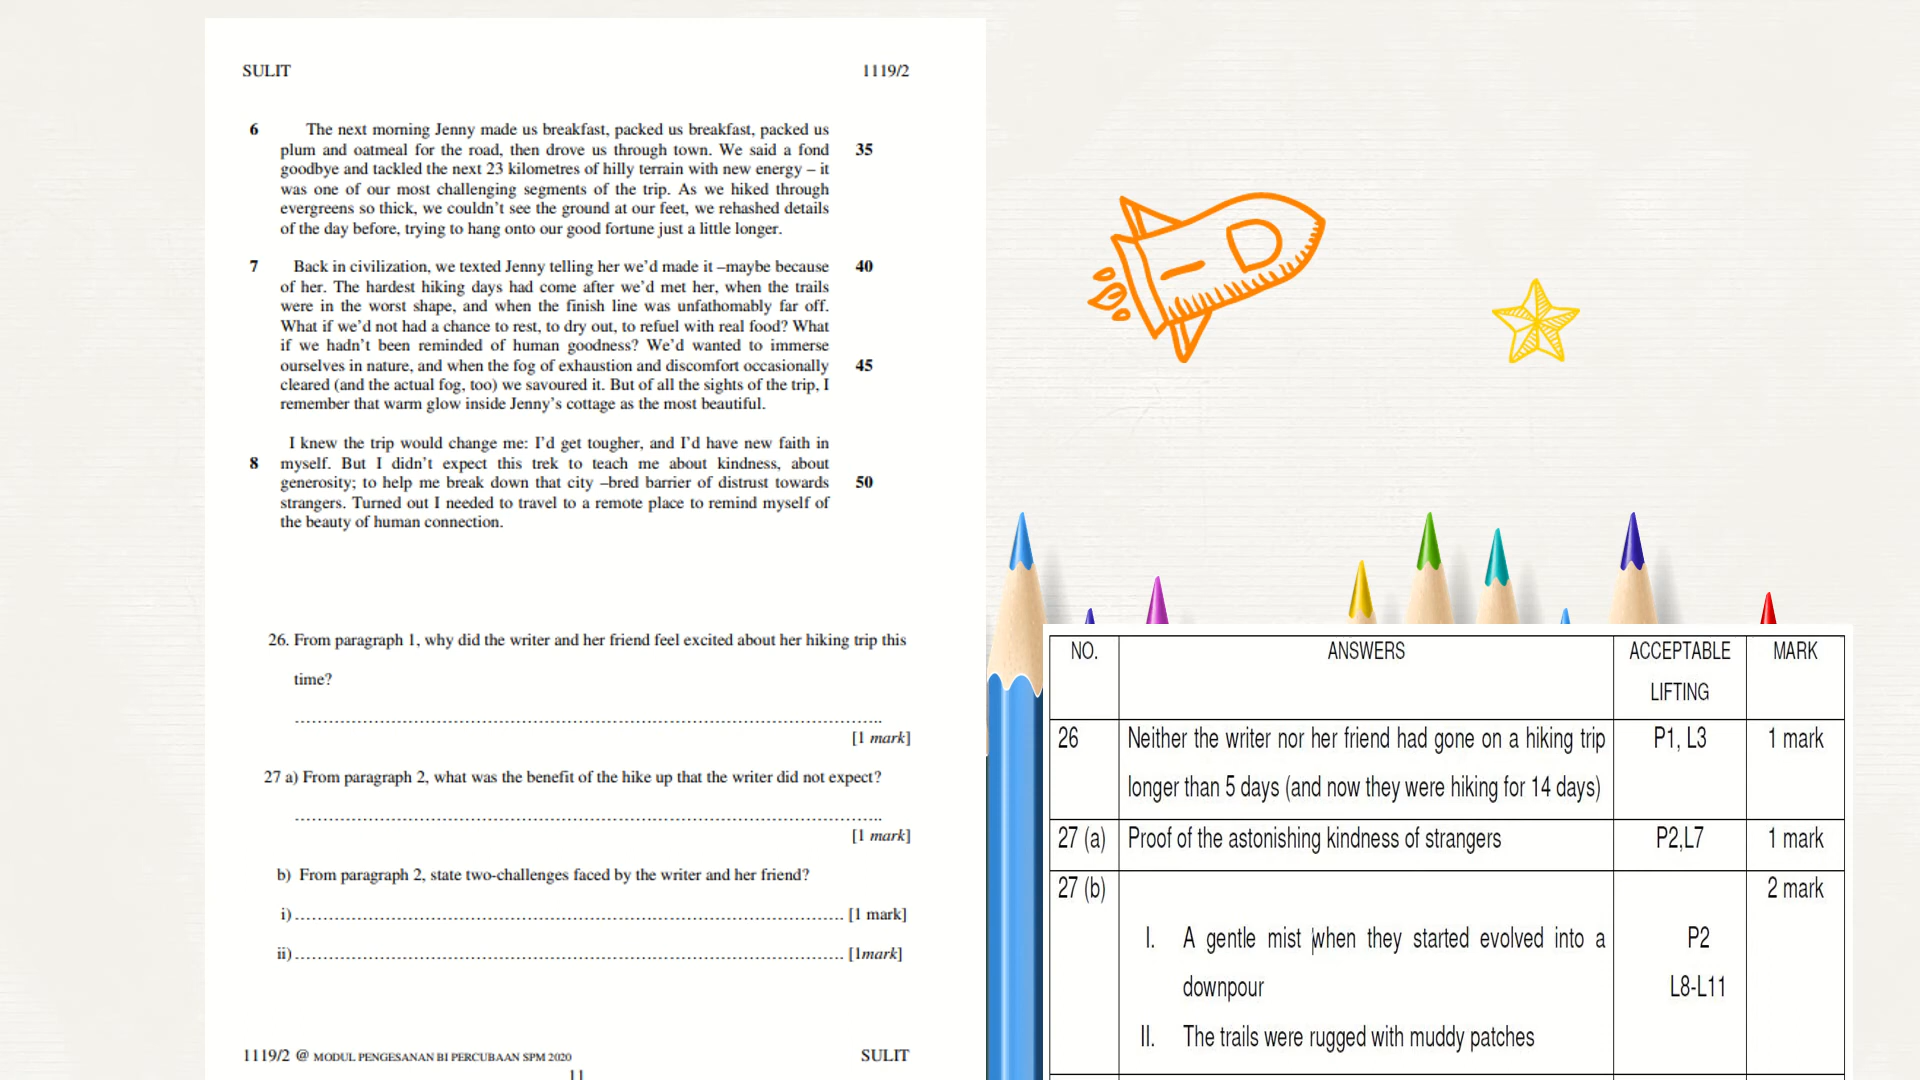 SULIT 1119/2
6 The next morning Jenny made us breakfast, packed us breakfast, packed us
plum and oatmeal for the road, then drove us through town. We said a fond 35
goodbye and tackled the next 23 kilometres of hilly terrain with new energy – it
was one of our most challenging segments of the trip. As we hiked through
evergreens so thick, we couldn't see the ground at our feet, we rehashed details
of the day before, trying to hang onto our good fortune just a little longer.
7 Back in civilization, we texted Jenny telling her we'd made it –maybe because 40
of her. The hardest hiking days had come after we'd met her, when the trails
were in the worst shape, and when the finish line was unfathomably far off.
What if we'd not had a chance to rest, to dry out, to refuel with real food? What
if we hadn't been reminded of human goodness? We'd wanted to immerse
ourselves in nature, and when the fog of exhaustion and discomfort occasionally 45
cleared (and the actual fog, too) we savoured it. But of all the sights of the trip, I
remember that warm glow inside Jenny's cottage as the most beautiful.
I knew the trip would change me: I'd get tougher, and I'd have new faith in
8 myself. But I didn't expect this trek to teach me about kindness, about
generosity; to help me break down that city –bred barrier of distrust towards 50
strangers. Turned out I needed to travel to a remote place to remind myself of
the beauty of human connection.
26. From paragraph 1, why did the writer and her friend feel excited about her hiking trip this
time?
[1 mark]
27 a) From paragraph 2, what was the benefit of the hike up that the writer did not expect?
[1 mark]
b) From paragraph 2, state two-challenges faced by the writer and her friend?
i) [1 mark]
ii) [1mark]
1119/2 @ MODUL PENGESANAN BI PERCUBAAN SPM 2020 SULIT
11
NO. ANSWERS ACCEPTABLE MARK
LIFTING
26 Neither the writer nor her friend had gone on a hiking trip P1, L3 1 mark
longer than 5 days (and now they were hiking for 14 days)
27 (a) Proof of the astonishing kindness of strangers P2,L7 1 mark
27 (b) 2 mark
I. A gentle mist when they started evolved into a P2
downpour L8-L11
II. The trails were rugged with muddy patches